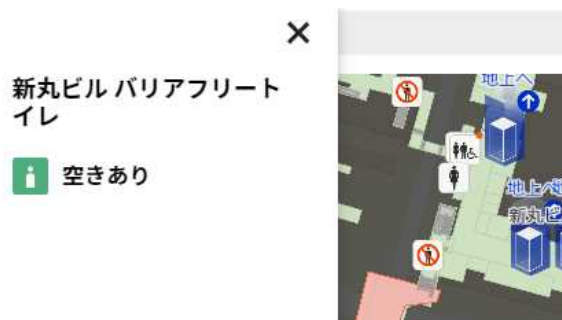 新丸ビル バリアフリート
イレ
空きあり
地上へ
地上へ
新丸ビ